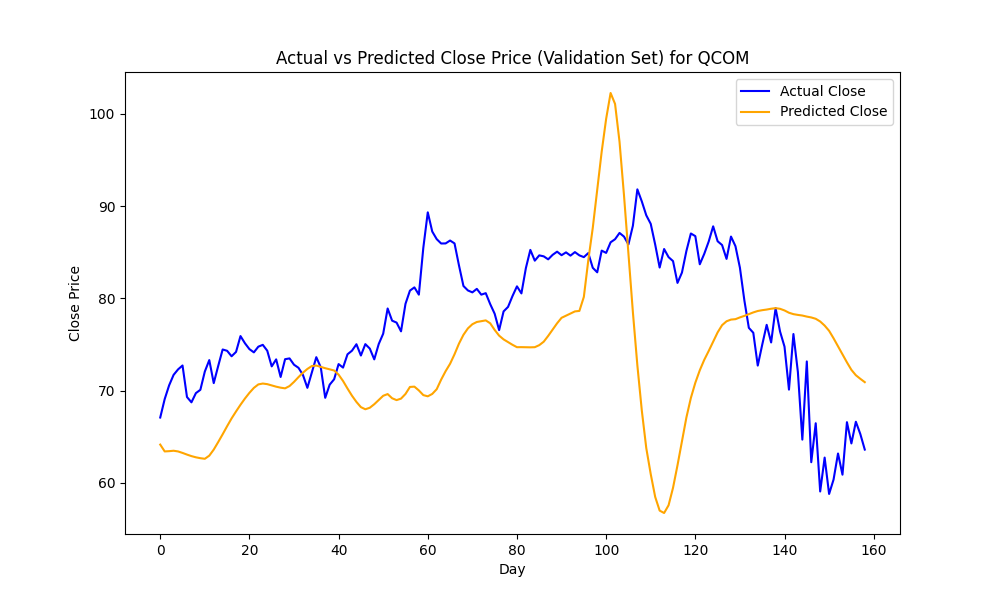 Actual vs Predicted Close Price (Validation Set) for QCOM
Actual Close
Predicted Close
Close Price
100
90
80
70
60
0 20 40 60 80 100 120 140 160
Day